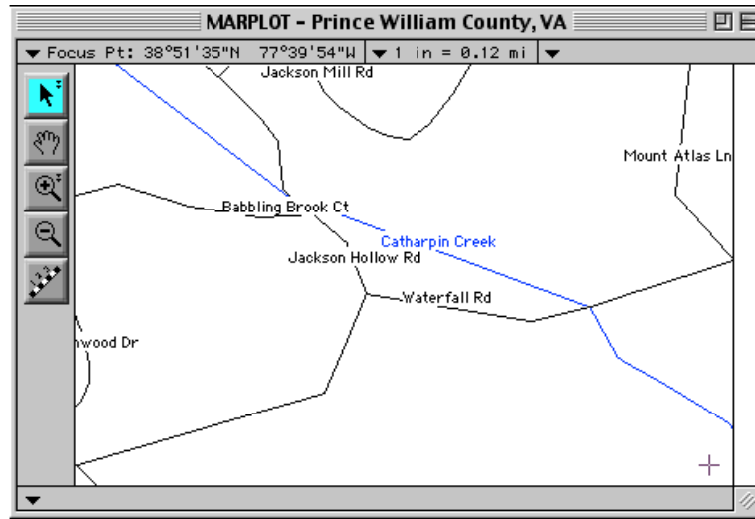 MARPLOT – Prince William County, VA
Focus Pt: 38°51'35"N 77°39'54"W 1 in = 0.12 mi
Jackson Mill Rd
Mount Atlas Ln
Babbling Brook Ct
Catharpin Creek
Jackson Hollow Rd
Waterfall Rd
wood Dr